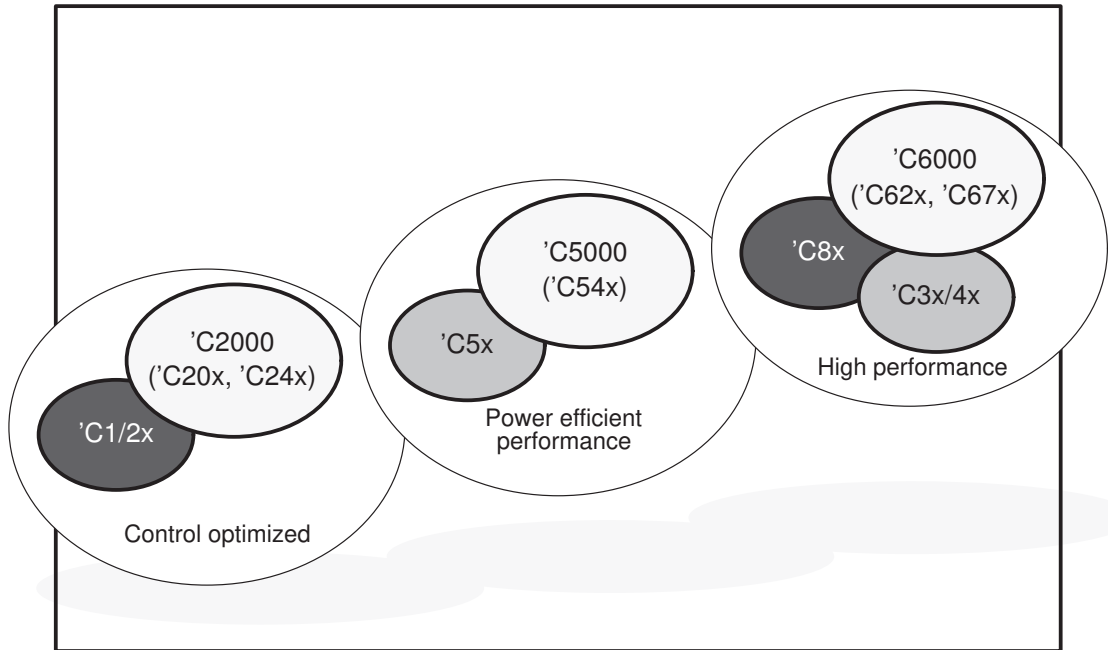 ’C6000
(’C62x, ’C67x)
’C8x
’C3x/4x
High performance
’C5000
(’C54x)
’C5x
Power efficient
performance
’C2000
(’C20x, ’C24x)
’C1/2x
Control optimized